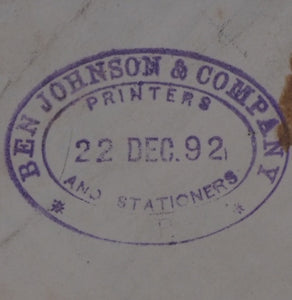 BEN JOHNSON & COMPANY
PRINTERS
22 DEC. 92
AND STATIONERS